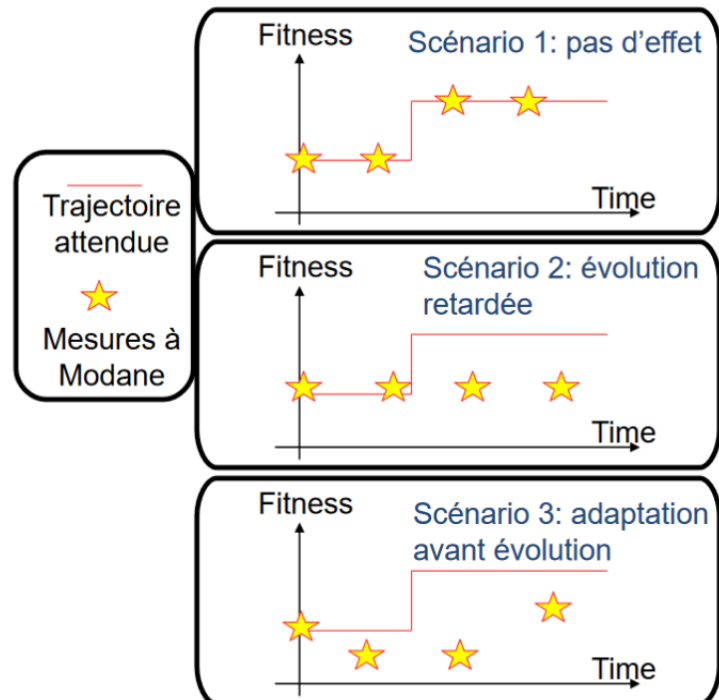 Trajectoire
attendue
Mesures à
Modane
Fitness
Scénario 1: pas d'effet
Time
Fitness
Scénario 2: évolution
retardée
Time
Fitness
Scénario 3: adaptation
avant évolution
Time